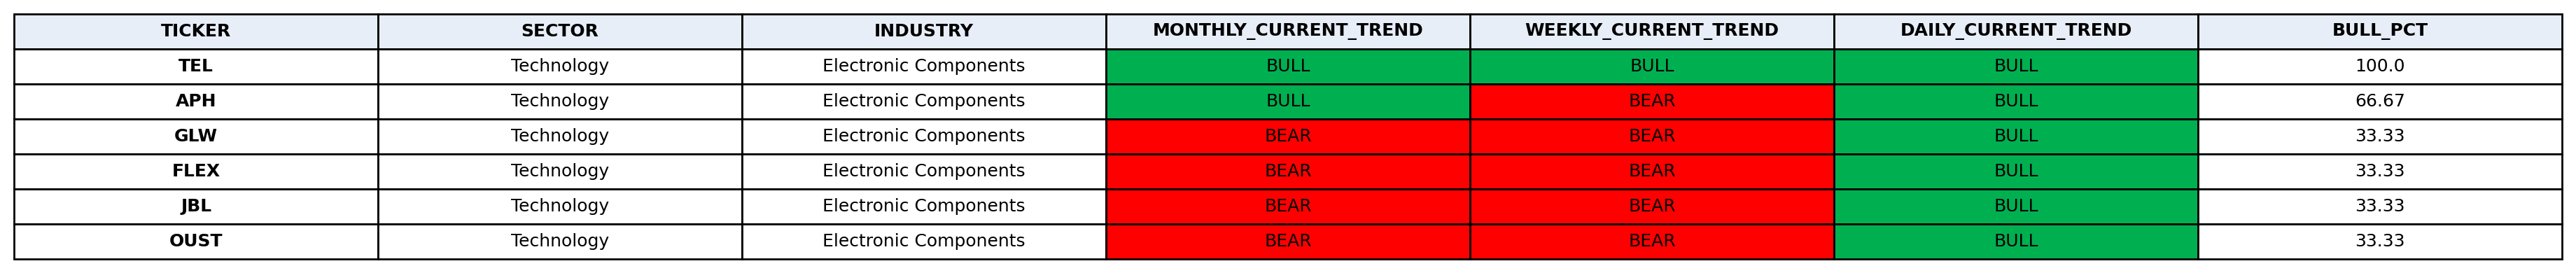 TICKER SECTOR INDUSTRY MONTHLY_CURRENT_TREND WEEKLY_CURRENT_TREND DAILY_CURRENT_TREND BULL_PCT
TEL Technology Electronic Components BULL BULL BULL 100.0
APH Technology Electronic Components BULL BEAR BULL 66.67
GLW Technology Electronic Components BEAR BEAR BULL 33.33
FLEX Technology Electronic Components BEAR BEAR BULL 33.33
JBL Technology Electronic Components BEAR BEAR BULL 33.33
OUST Technology Electronic Components BEAR BEAR BULL 33.33